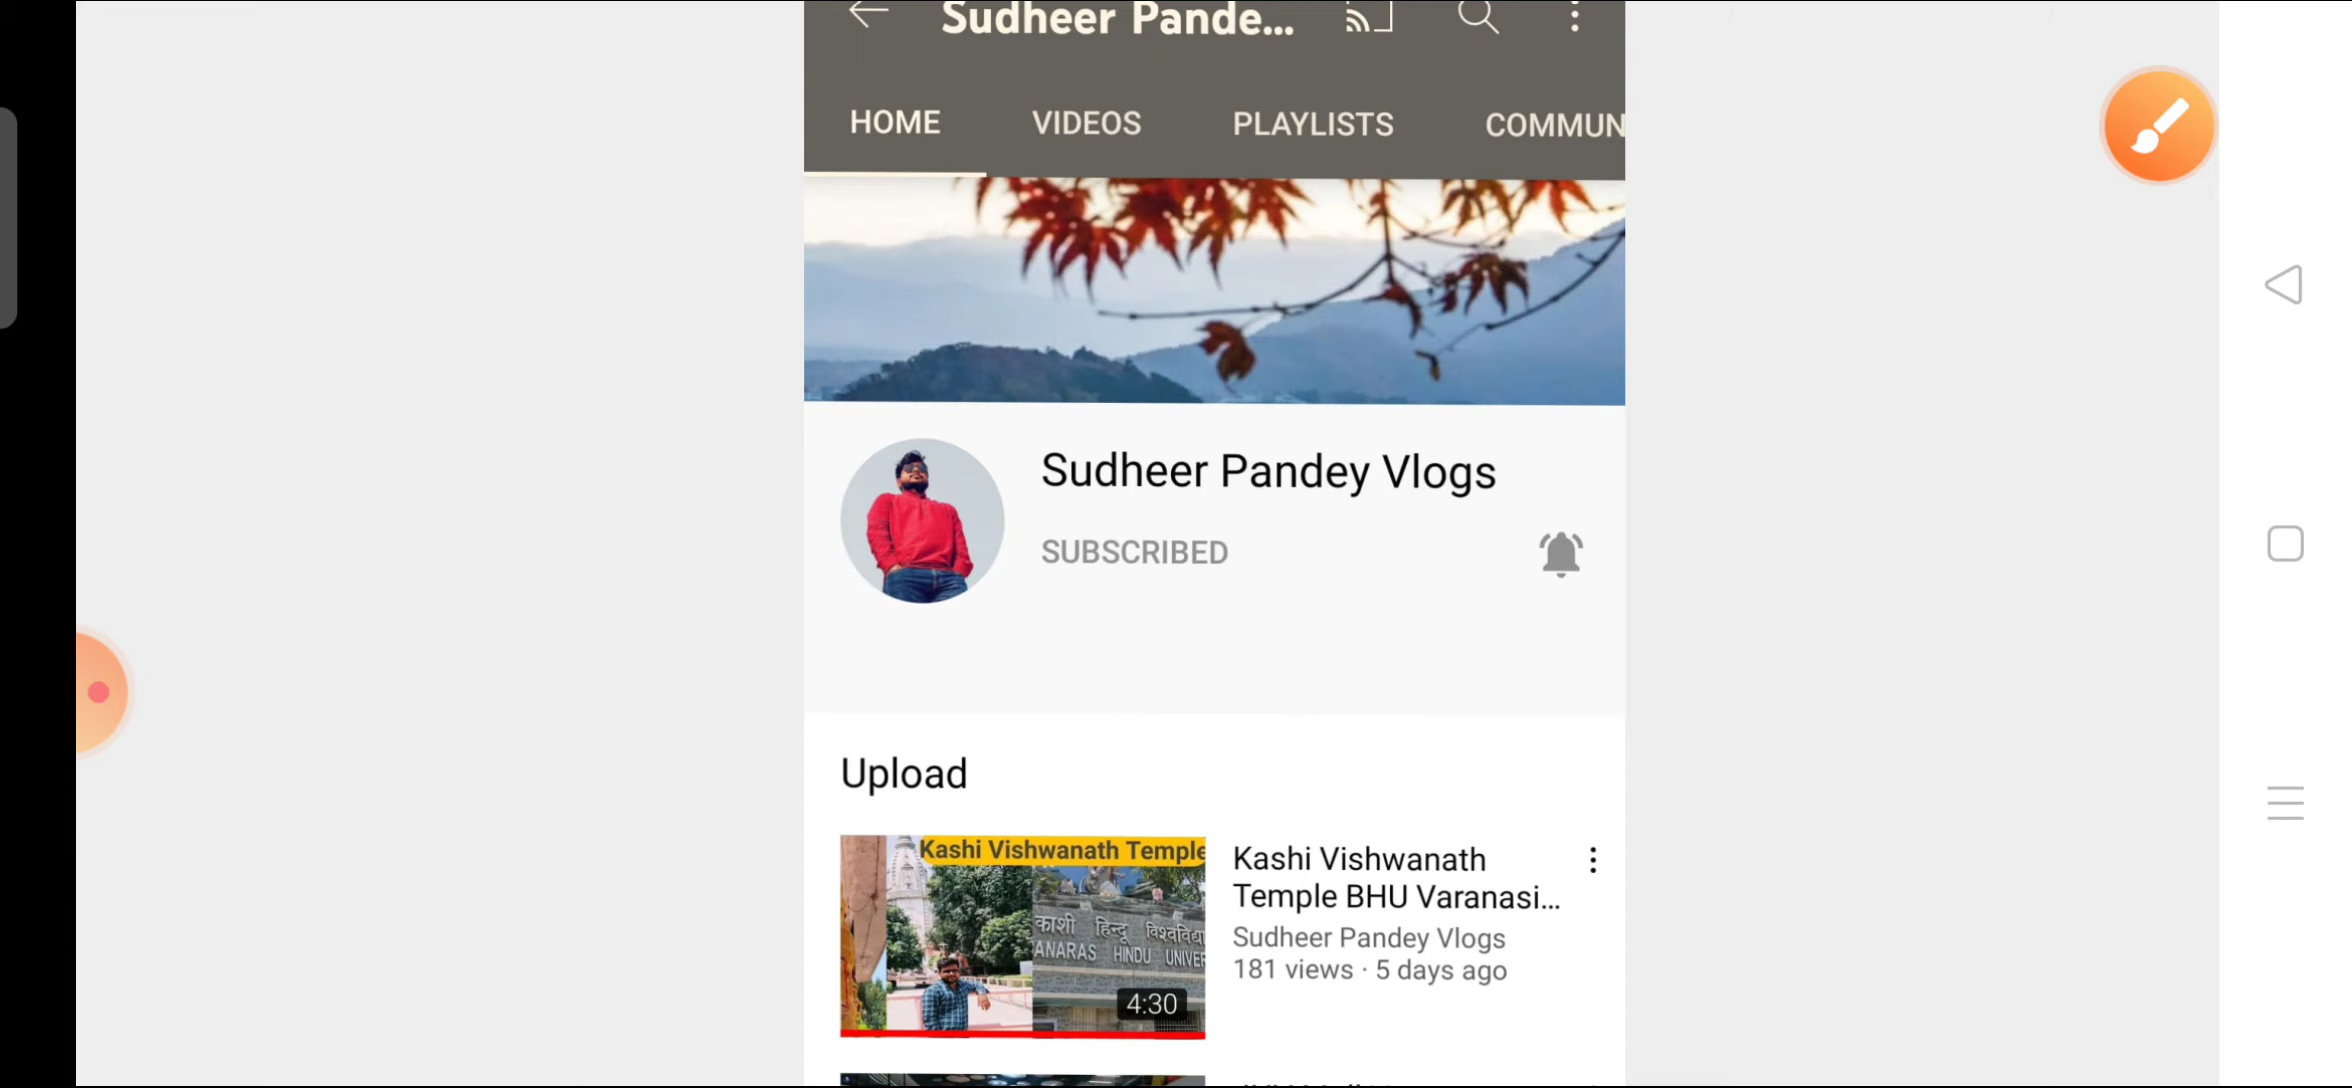 Sudheer Pande...
HOME VIDEOS PLAYLISTS COMMUN
Sudheer Pandey Vlogs
SUBSCRIBED
Upload
Kashi Vishwanath Temple
काशी हिन्दू विश्वविद्या
ANARAS HINDU UNIVER
4:30
Kashi Vishwanath
Temple BHU Varanasi...
Sudheer Pandey Vlogs
181 views · 5 days ago